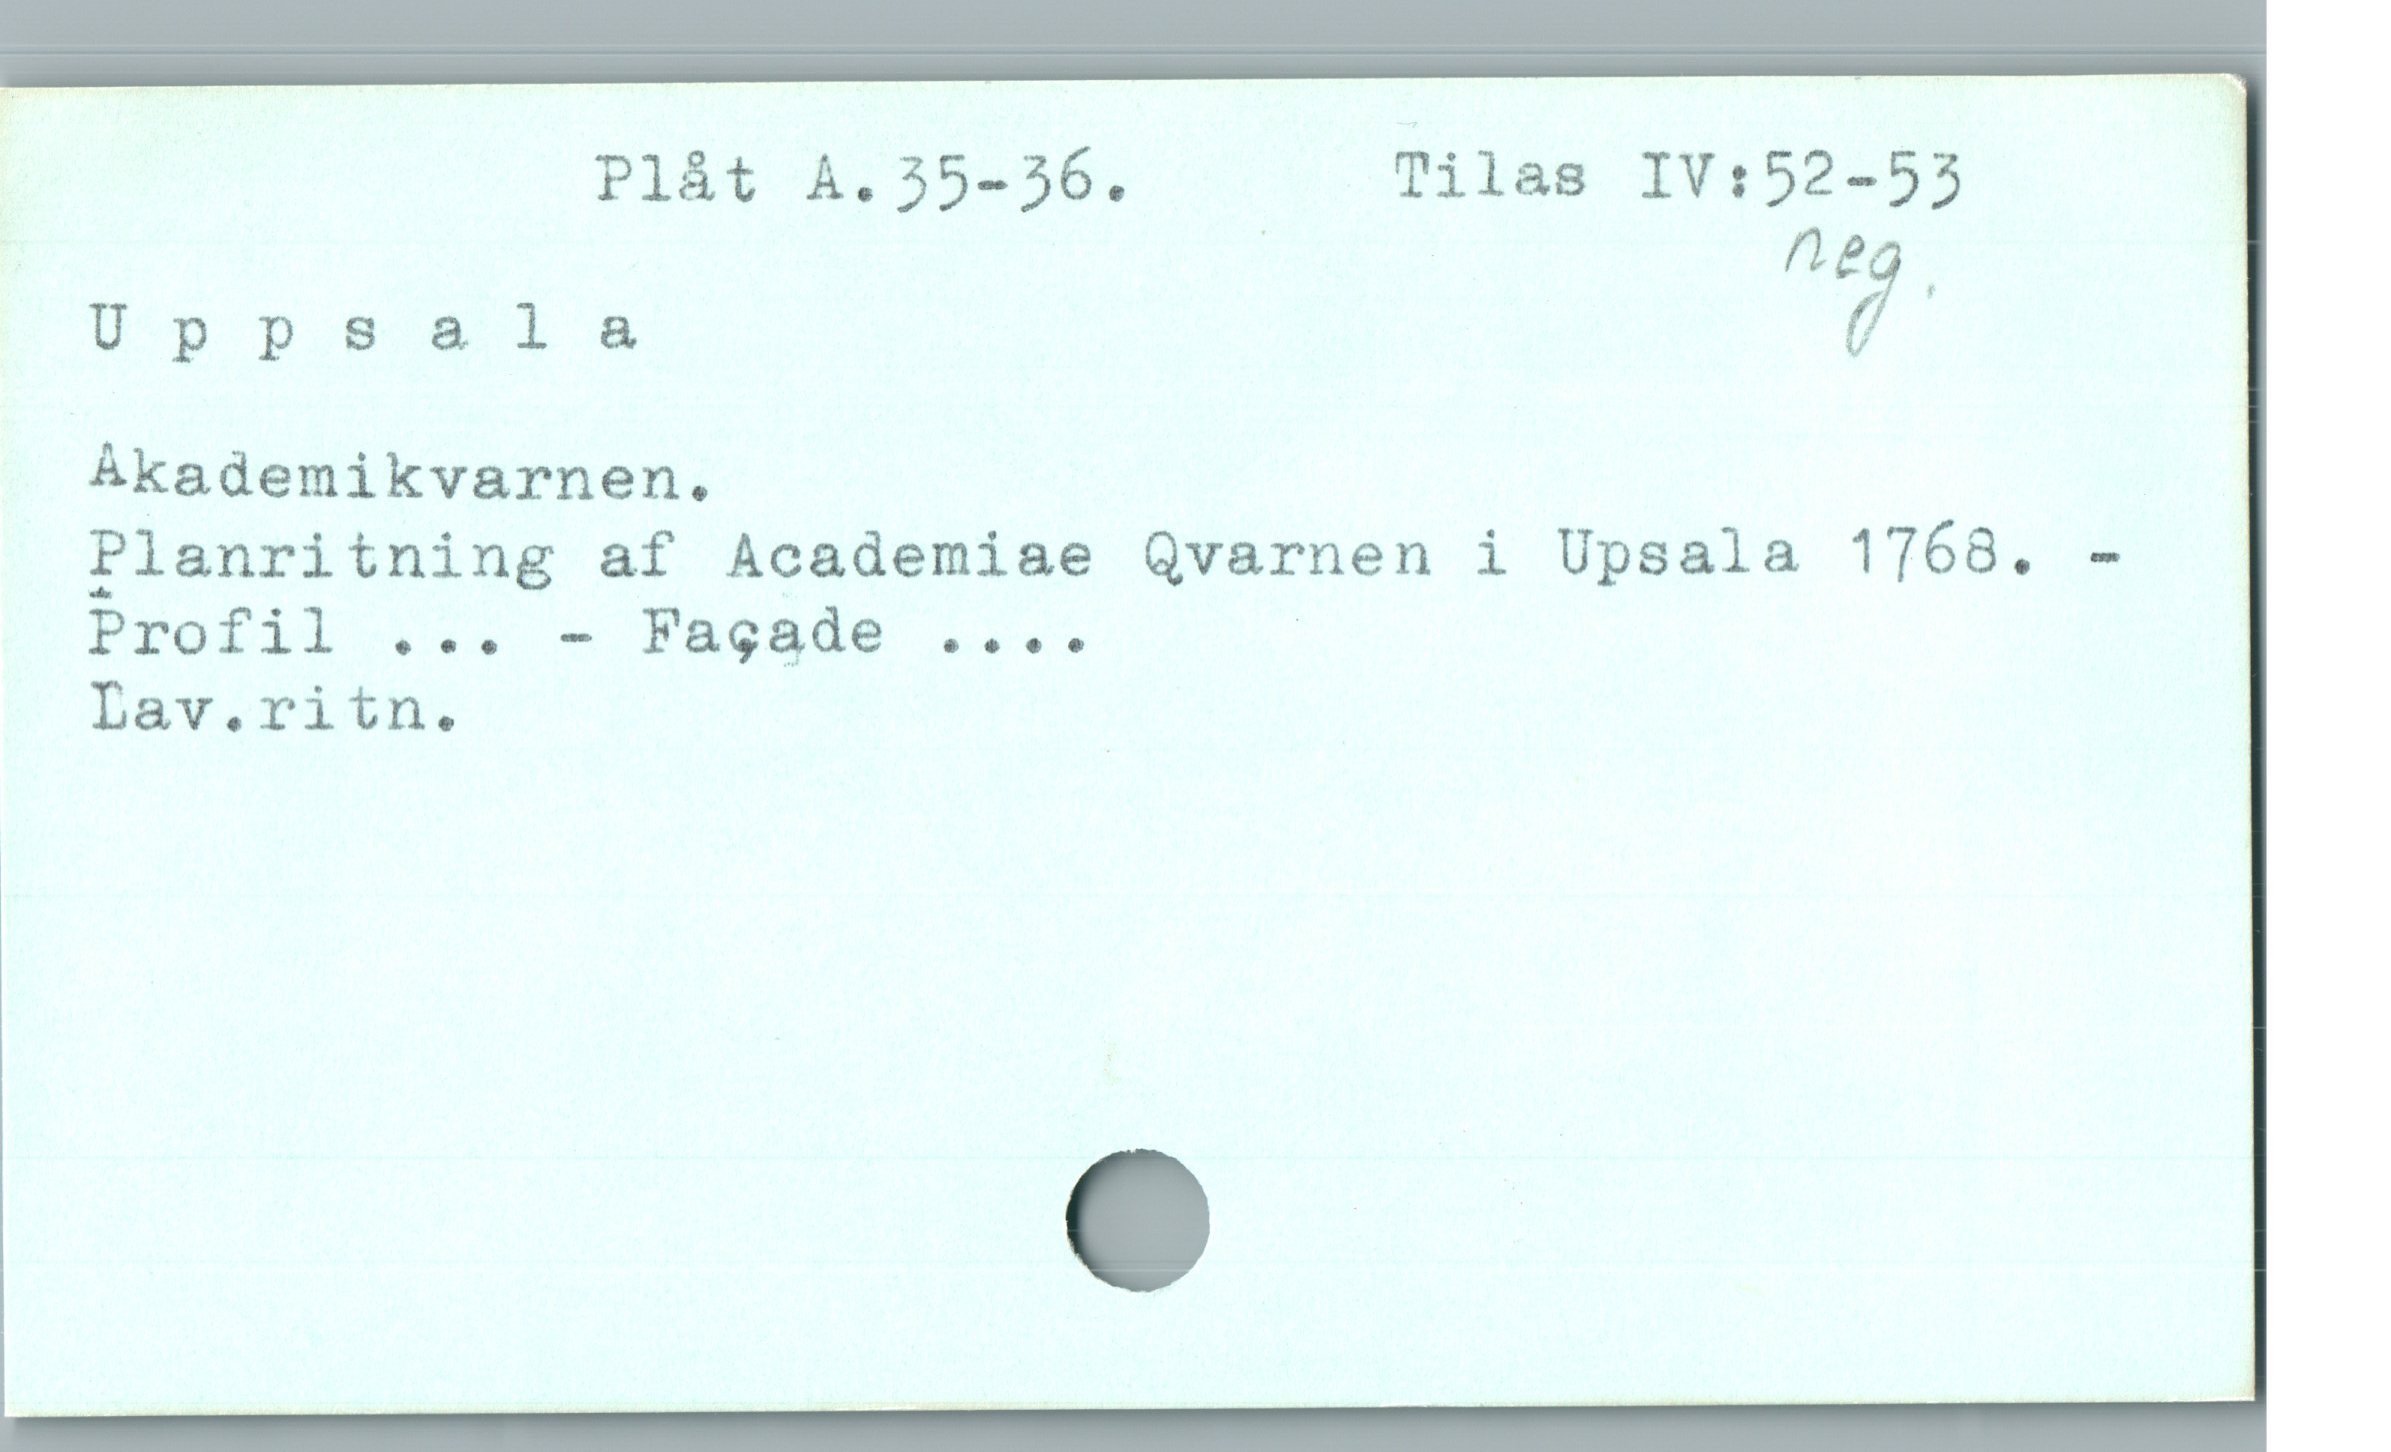 Plåt A.35-36. Tilas IV:52-53
neg.
U p p s a l a
Akademikvarnen.
Planritning af Academiae Qvarnen i Upsala 1768. -
Profil ... - Façade ....
Lav.ritn.